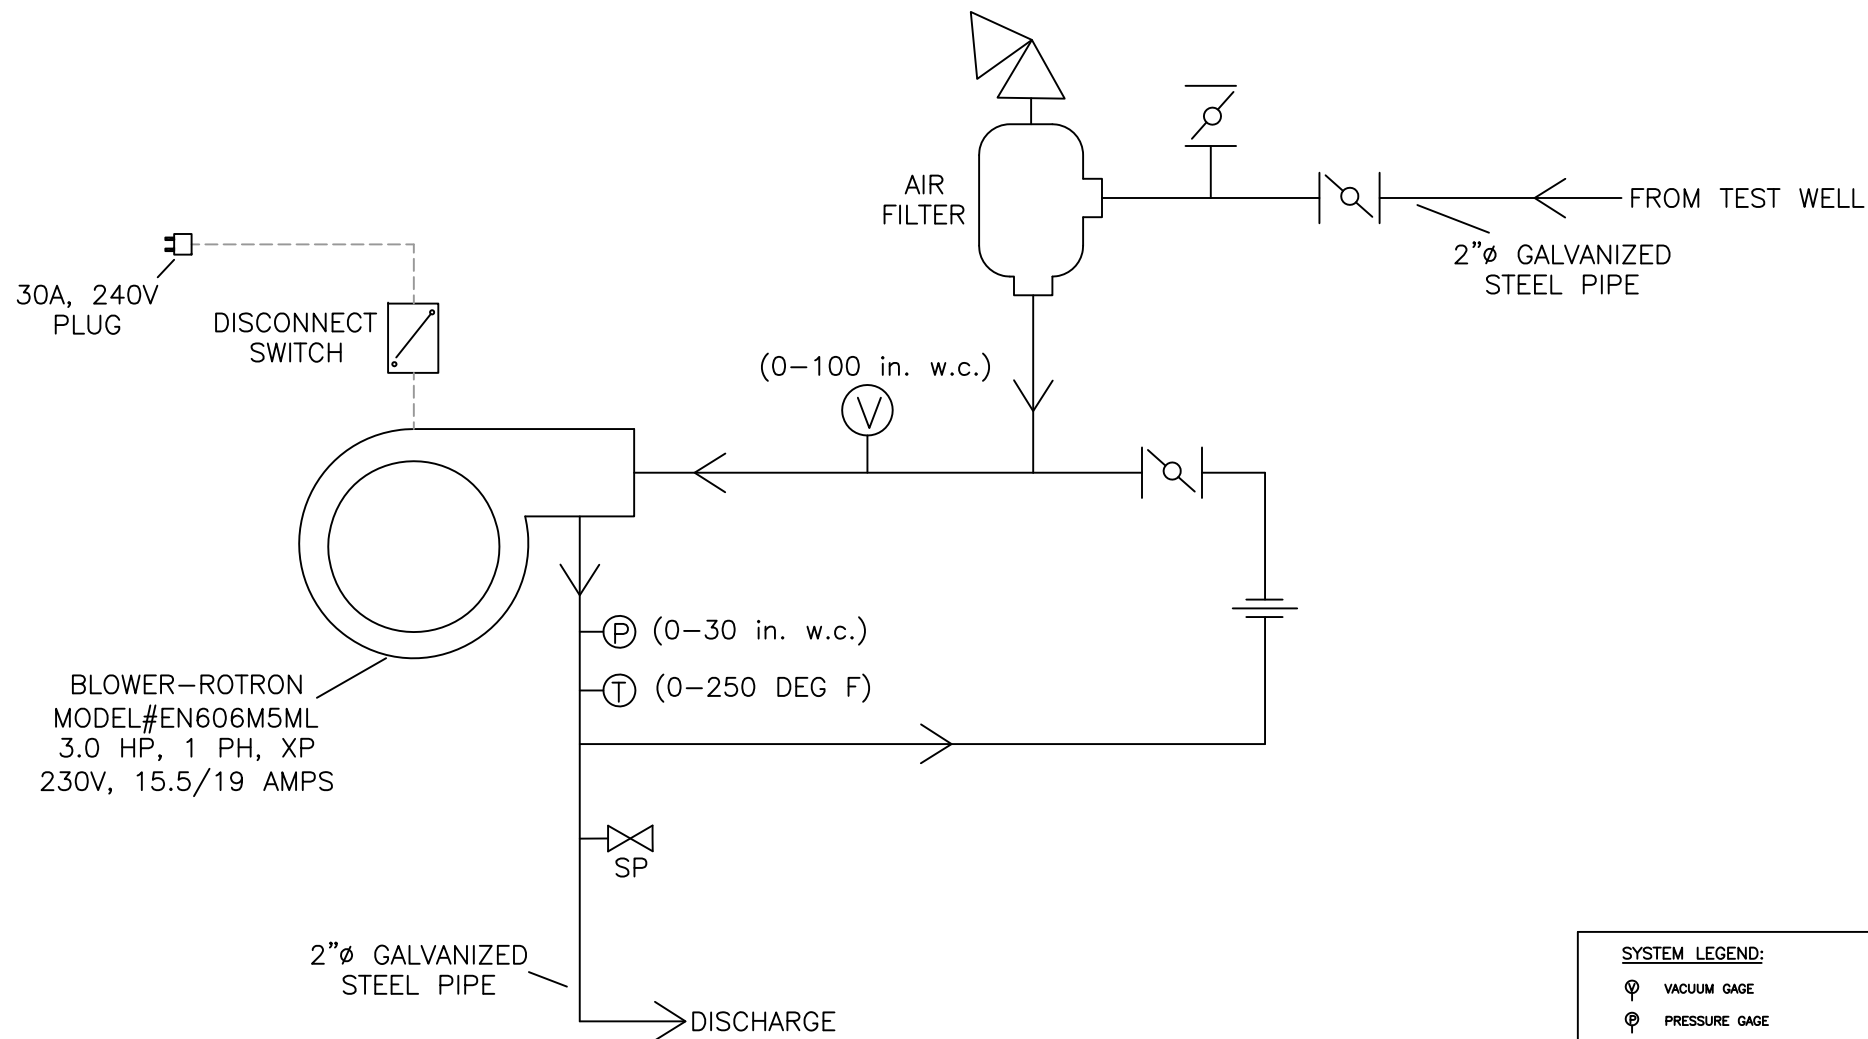 AIR
FILTER
FROM TEST WELL
2"ø GALVANIZED
STEEL PIPE
30A, 240V
PLUG
DISCONNECT
SWITCH
(0-100 in. w.c.)
V
P (0-30 in. w.c.)
T (0-250 DEG F)
BLOWER-ROTRON
MODEL#EN606M5ML
3.0 HP, 1 PH, XP
230V, 15.5/19 AMPS
SP
2"ø GALVANIZED
STEEL PIPE
DISCHARGE
SYSTEM LEGEND:
V VACUUM GAGE
P PRESSURE GAGE